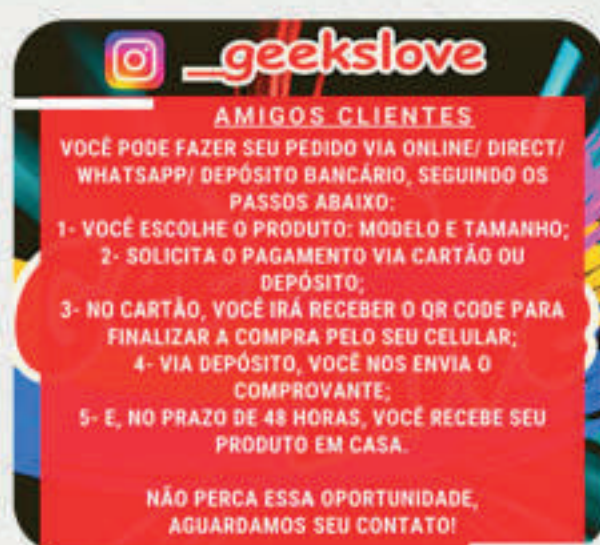 _geekslove
AMIGOS CLIENTES
VOCÊ PODE FAZER SEU PEDIDO VIA ONLINE/ DIRECT/
WHATSAPP/ DEPÓSITO BANCÁRIO, SEGUINDO OS
PASSOS ABAIXO:
1- VOCÊ ESCOLHE O PRODUTO: MODELO E TAMANHO;
2- SOLICITA O PAGAMENTO VIA CARTÃO OU
DEPÓSITO;
3- NO CARTÃO, VOCÊ IRÁ RECEBER O QR CODE PARA
FINALIZAR A COMPRA PELO SEU CELULAR;
4- VIA DEPÓSITO, VOCÊ NOS ENVIA O
COMPROVANTE;
5- E, NO PRAZO DE 48 HORAS, VOCÊ RECEBE SEU
PRODUTO EM CASA.
NÃO PERCA ESSA OPORTUNIDADE,
AGUARDAMOS SEU CONTATO!